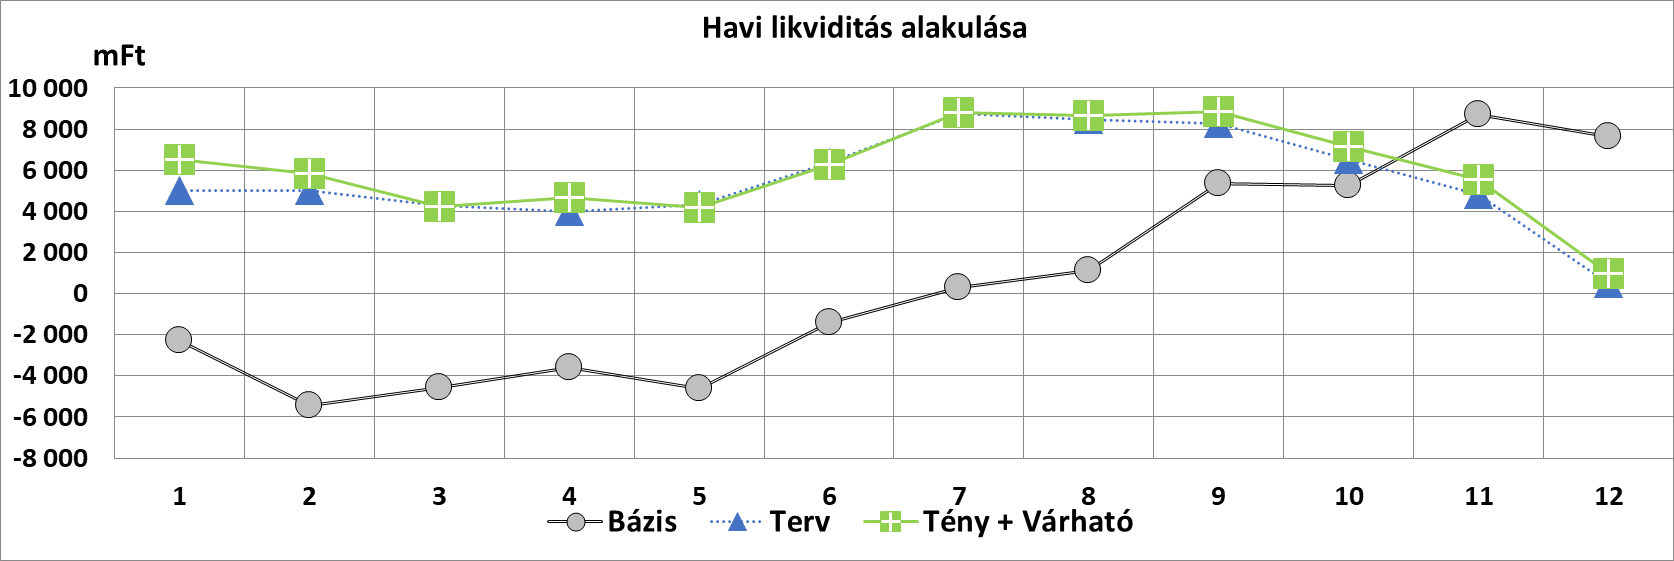 Havi likviditás alakulása
mFt
10 000
8 000
6 000
4 000
2 000
0
-2 000
-4 000
-6 000
-8 000
1 2 3 4 5 6 7 8 9 10 11 12
Bázis Terv Tény + Várható